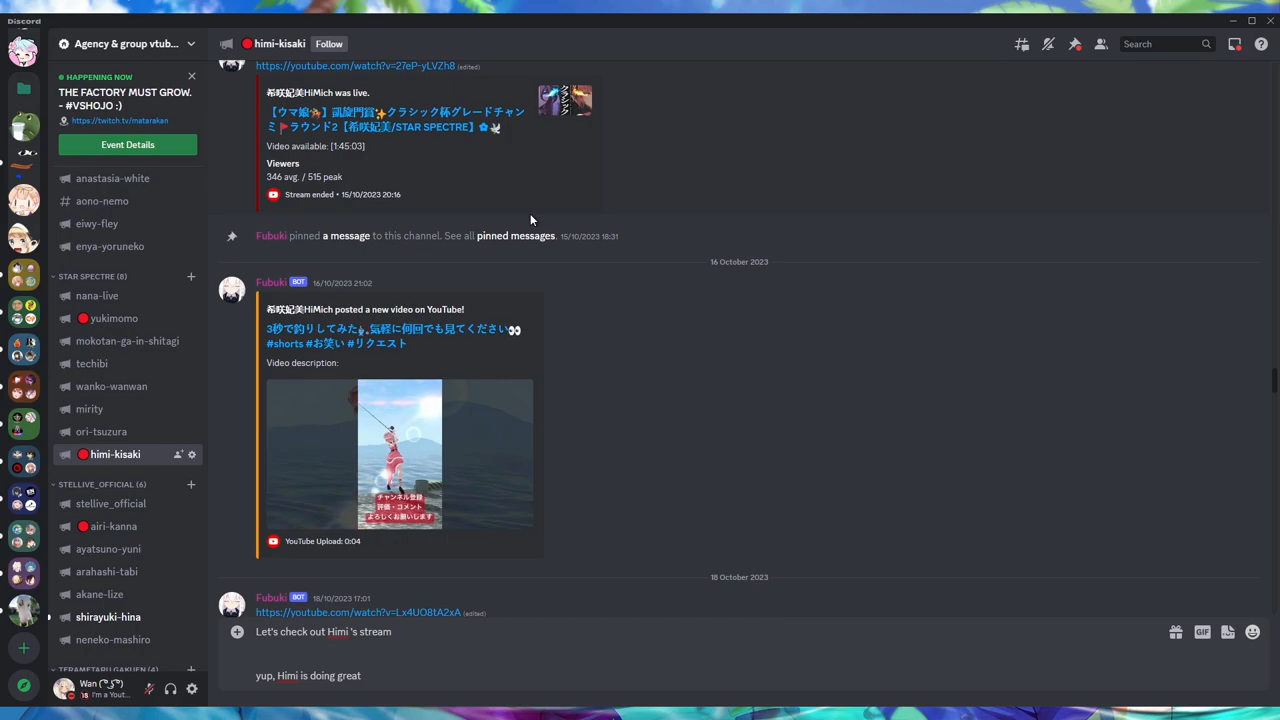 Discord
Agency & group vtub...
HAPPENING NOW
THE FACTORY MUST GROW.
- #VSHOJO :)
https://twitch.tv/matarakan
Event Details
anastasia-white
aono-nemo
eiwy-fley
enya-yoruneko
STAR SPECTRE (8)
nana-live
yukimomo
mokotan-ga-in-shitagi
techibi
wanko-wanwan
mirity
ori-tsuzura
himi-kisaki
STELLIVE_OFFICIAL (6)
stellive_official
airi-kanna
ayatsuno-yuni
arahashi-tabi
akane-lize
shirayuki-hina
neneko-mashiro
TERAMETARU GAKUEN (4)
Wan ( ͡° ͜ʖ ͡°)
I'm a Yout...
himi-kisaki
Follow
Search
https://youtube.com/watch?v=27eP-yLVZh8 (edited)
希咲妃美HiMich was live.
【ウマ娘🏇】凱旋門賞✨クラシック杯グレードチャン
ミ🚩ラウンド2【希咲妃美/STAR SPECTRE】✿🕊
クラシック
Video available: [1:45:03]
Viewers
346 avg. / 515 peak
Stream ended • 15/10/2023 20:16
Fubuki pinned a message to this channel. See all pinned messages. 15/10/2023 18:31
16 October 2023
Fubuki BOT 16/10/2023 21:02
希咲妃美HiMich posted a new video on YouTube!
3秒で釣りしてみた🎣気軽に何回でも見てください👀
#shorts #お笑い #リクエスト
Video description:
チャンネル登録
評価・コメント
よろしくお願いします
YouTube Upload: 0:04
18 October 2023
Fubuki BOT 18/10/2023 17:01
https://youtube.com/watch?v=Lx4UO8tA2xA (edited)
Let's check out Himi 's stream
GIF
yup, Himi is doing great